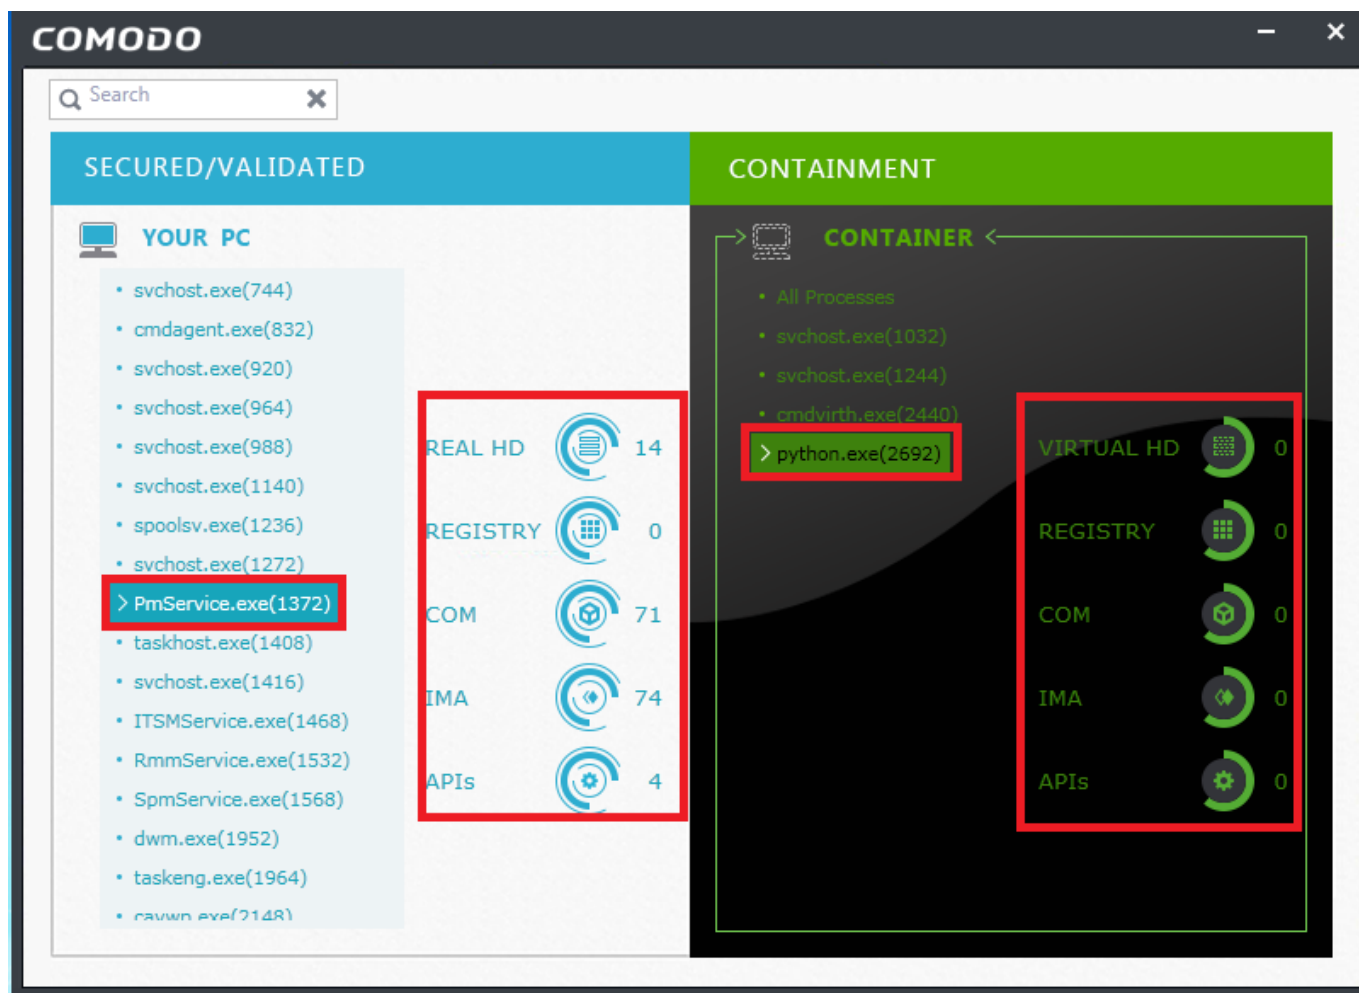 COMODO
Search
SECURED/VALIDATED
YOUR PC
svchost.exe(744)
cmdagent.exe(832)
svchost.exe(920)
svchost.exe(964)
svchost.exe(988)
svchost.exe(1140)
spoolsv.exe(1236)
svchost.exe(1272)
PmService.exe(1372)
taskhost.exe(1408)
svchost.exe(1416)
ITSMService.exe(1468)
RmmService.exe(1532)
SpmService.exe(1568)
dwm.exe(1952)
taskeng.exe(1964)
cavwp.exe(2148)
REAL HD 14
REGISTRY 0
COM 71
IMA 74
APIs 4
CONTAINMENT
CONTAINER
All Processes
svchost.exe(1032)
svchost.exe(1244)
cmdvirth.exe(2440)
python.exe(2692)
VIRTUAL HD 0
REGISTRY 0
COM 0
IMA 0
APIs 0